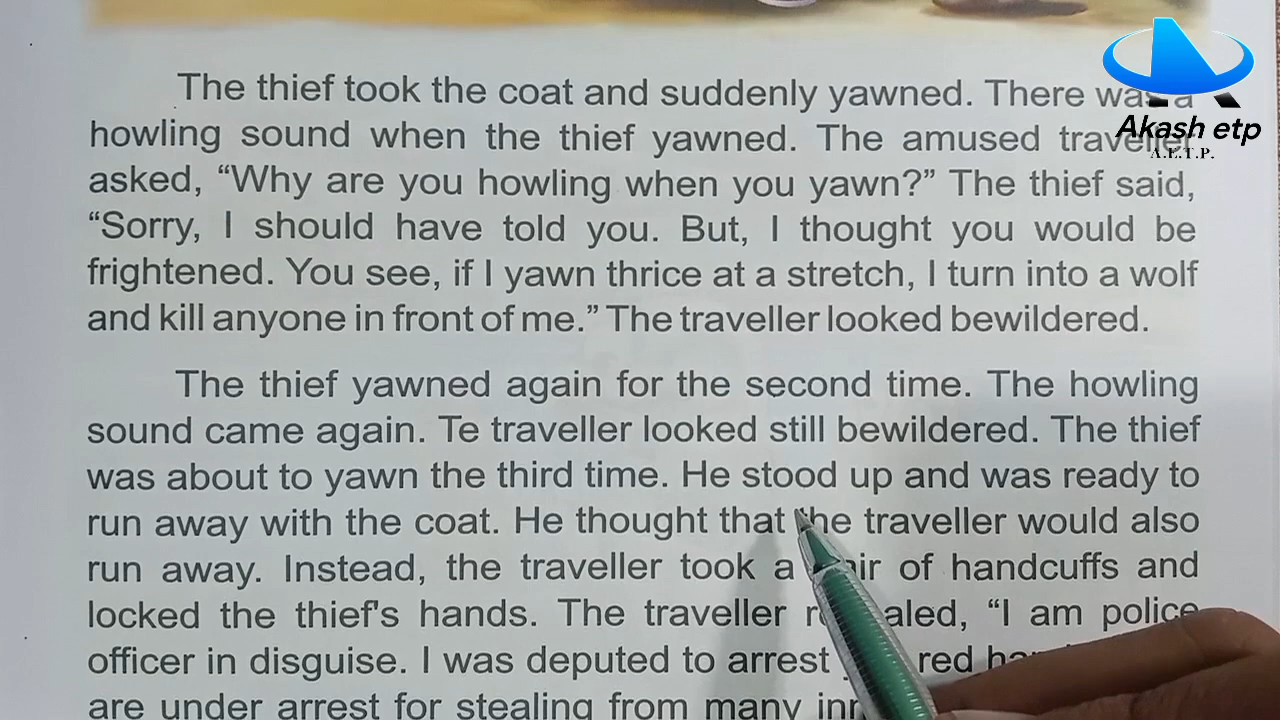 The thief took the coat and suddenly yawned. There was a
howling sound when the thief yawned. The amused traveller
asked, “Why are you howling when you yawn?” The thief said,
“Sorry, I should have told you. But, I thought you would be
frightened. You see, if I yawn thrice at a stretch, I turn into a wolf
and kill anyone in front of me.” The traveller looked bewildered.
The thief yawned again for the second time. The howling
sound came again. Te traveller looked still bewildered. The thief
was about to yawn the third time. He stood up and was ready to
run away with the coat. He thought that the traveller would also
run away. Instead, the traveller took a pair of handcuffs and
locked the thief's hands. The traveller revealed, “I am police
officer in disguise. I was deputed to arrest red
are under arrest for stealing from many
Akash etp
A.E.T.P.